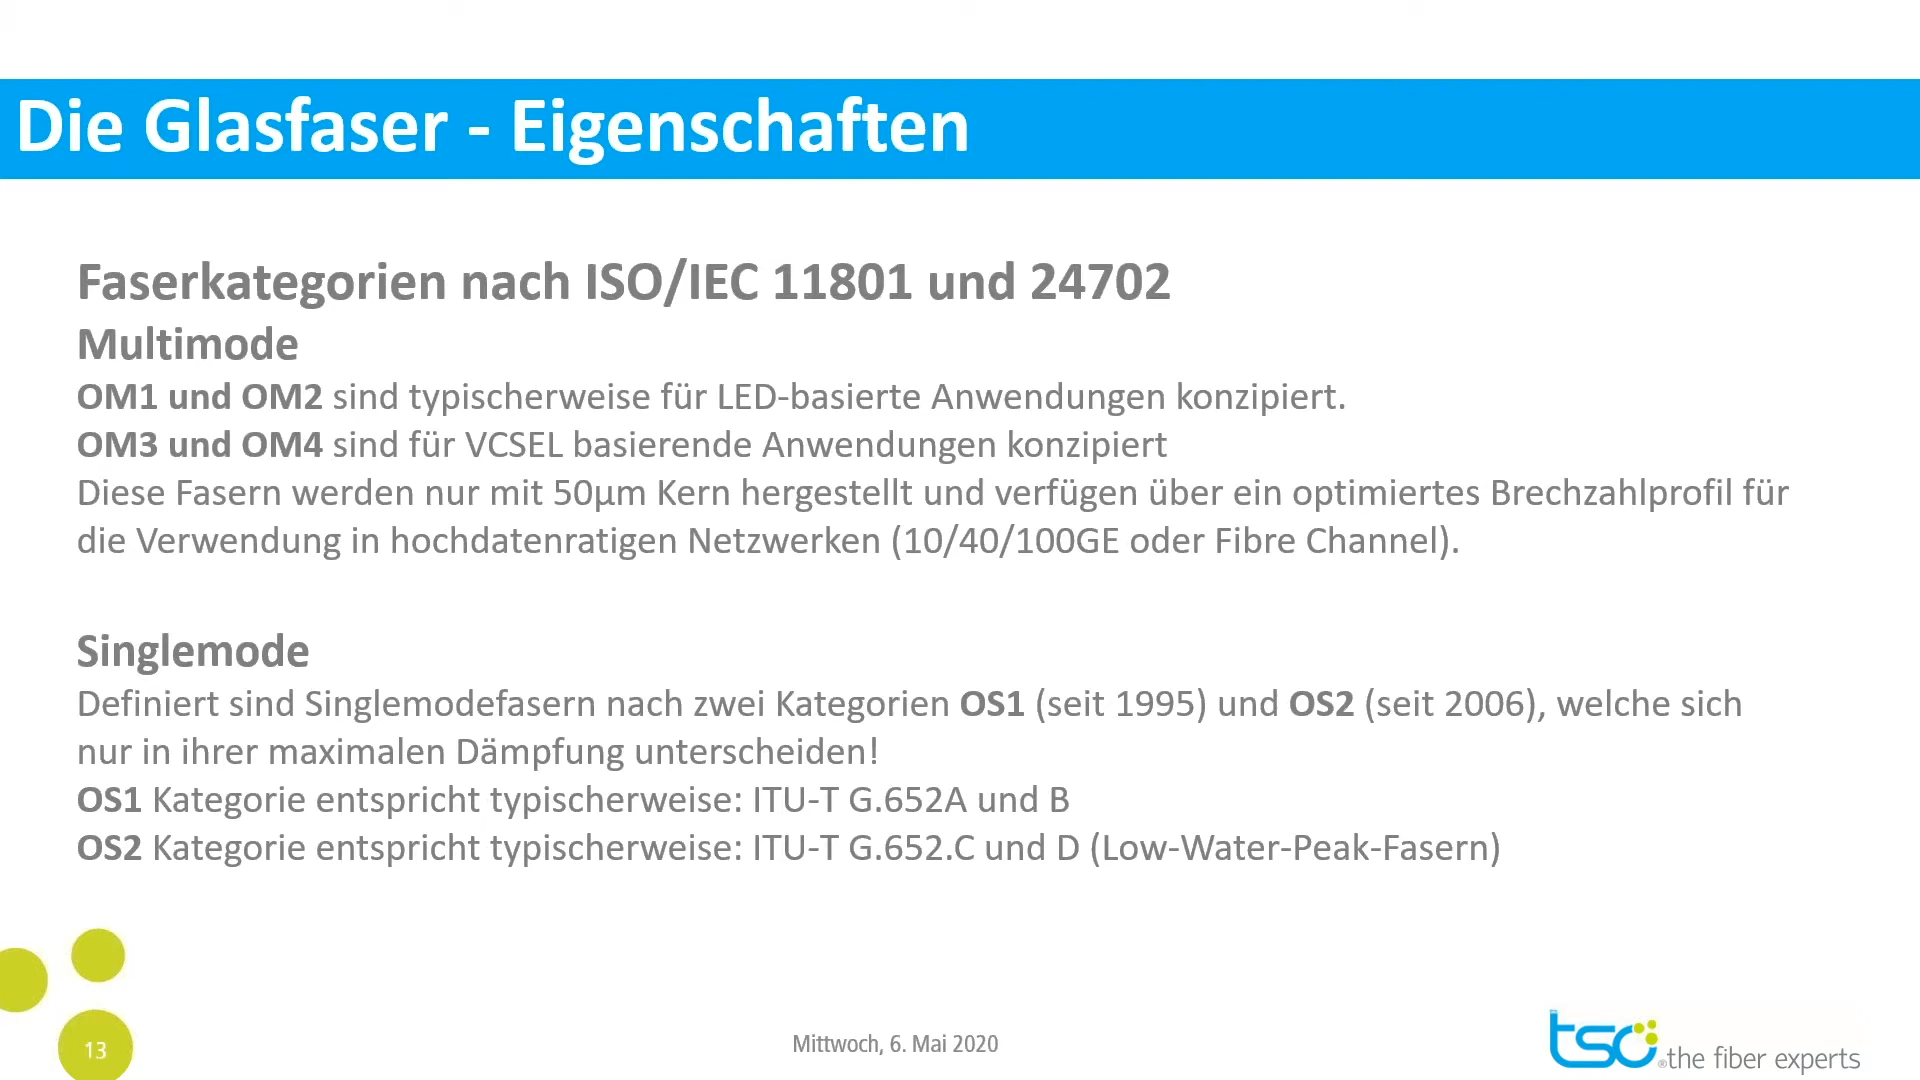 Die Glasfaser - Eigenschaften
Faserkategorien nach ISO/IEC 11801 und 24702
Multimode
OM1 und OM2 sind typischerweise für LED-basierte Anwendungen konzipiert.
OM3 und OM4 sind für VCSEL basierende Anwendungen konzipiert
Diese Fasern werden nur mit 50µm Kern hergestellt und verfügen über ein optimiertes Brechzahlprofil für
die Verwendung in hochdatenratigen Netzwerken (10/40/100GE oder Fibre Channel).
Singlemode
Definiert sind Singlemodefasern nach zwei Kategorien OS1 (seit 1995) und OS2 (seit 2006), welche sich
nur in ihrer maximalen Dämpfung unterscheiden!
OS1 Kategorie entspricht typischerweise: ITU-T G.652A und B
OS2 Kategorie entspricht typischerweise: ITU-T G.652.C und D (Low-Water-Peak-Fasern)
13
Mittwoch, 6. Mai 2020
tso ®the fiber experts